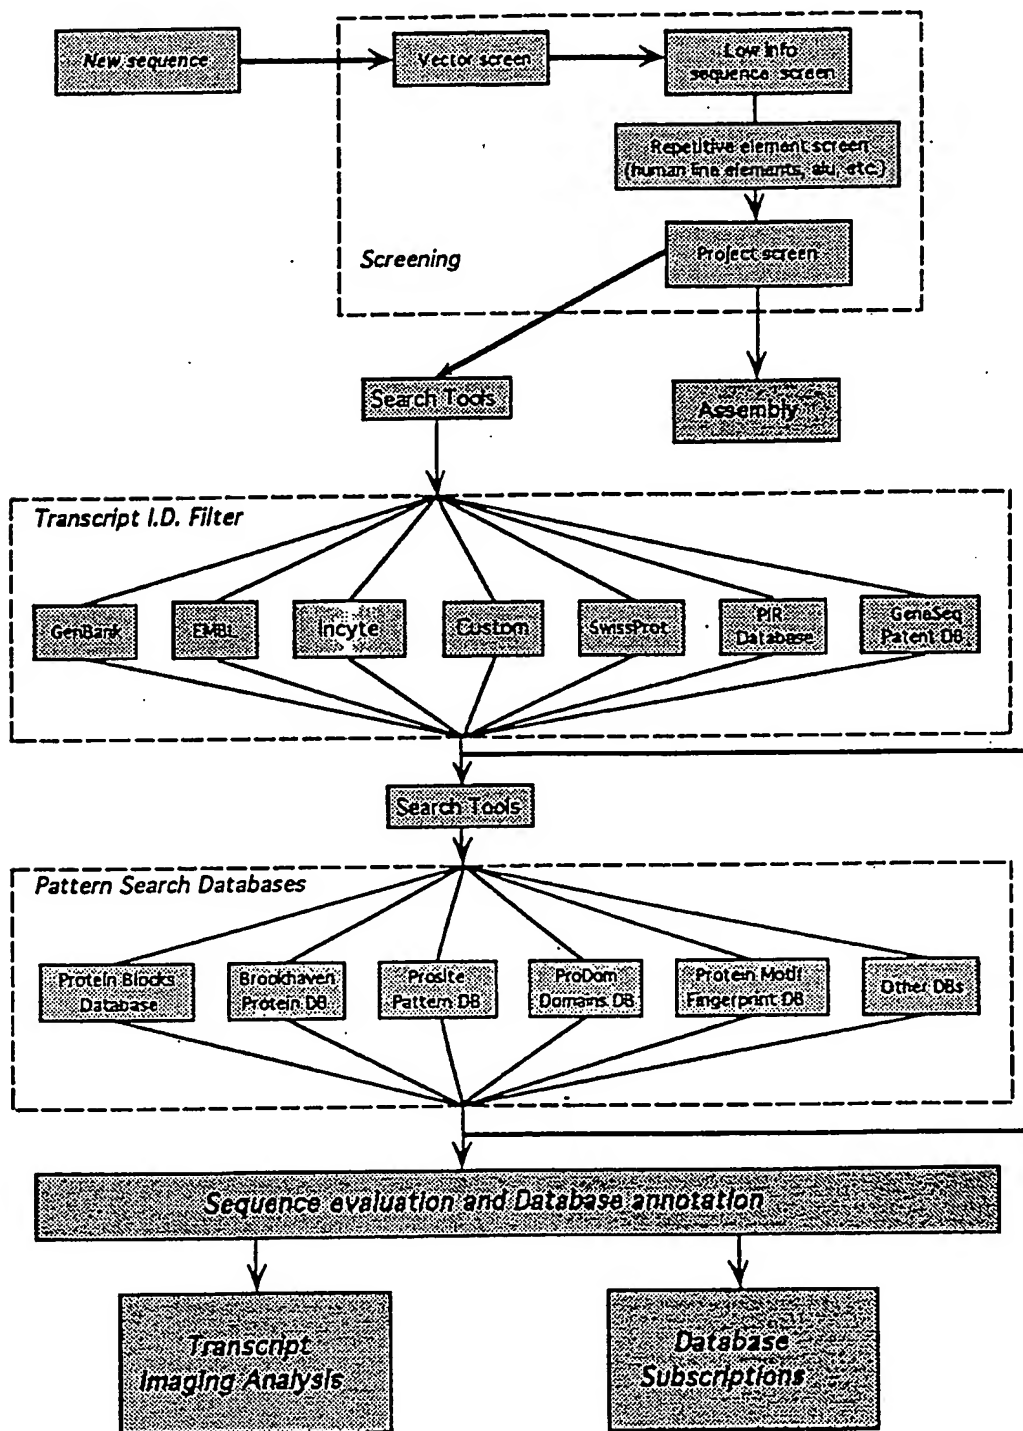 New sequence
Vector screen
Low info
sequence screen
Repetitive element screen
(human line elements, alu, etc.)
Project screen
Screening
Search Tools
Assembly
Transcript I.D. Filter
GenBank
EMBL
Incyte
Custom
SwissProt
PIR
Database
GeneSeq
Patent DB
Search Tools
Pattern Search Databases
Protein Blocks
Database
Brookhaven
Protein DB
Prosite
Pattern DB
ProDom
Domains DB
Protein Motif
Fingerprint DB
Other DBs
Sequence evaluation and Database annotation
Transcript
Imaging Analysis
Database
Subscriptions